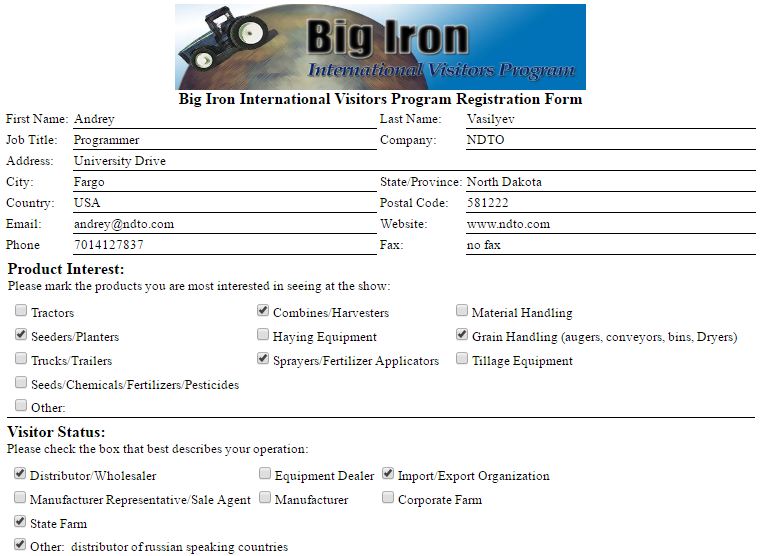 Big Iron
International Visitors Program
Big Iron International Visitors Program Registration Form
First Name: Andrey Last Name: Vasilyev
Job Title: Programmer Company: NDTO
Address: University Drive
City: Fargo State/Province: North Dakota
Country: USA Postal Code: 581222
Email: andrey@ndto.com Website: www.ndto.com
Phone 7014127837 Fax: no fax
Product Interest:
Please mark the products you are most interested in seeing at the show:
Tractors Combines/Harvesters Material Handling
Seeders/Planters Haying Equipment Grain Handling (augers, conveyors, bins, Dryers)
Trucks/Trailers Sprayers/Fertilizer Applicators Tillage Equipment
Seeds/Chemicals/Fertilizers/Pesticides
Other:
Visitor Status:
Please check the box that best describes your operation:
Distributor/Wholesaler Equipment Dealer Import/Export Organization
Manufacturer Representative/Sale Agent Manufacturer Corporate Farm
State Farm
Other: distributor of russian speaking countries